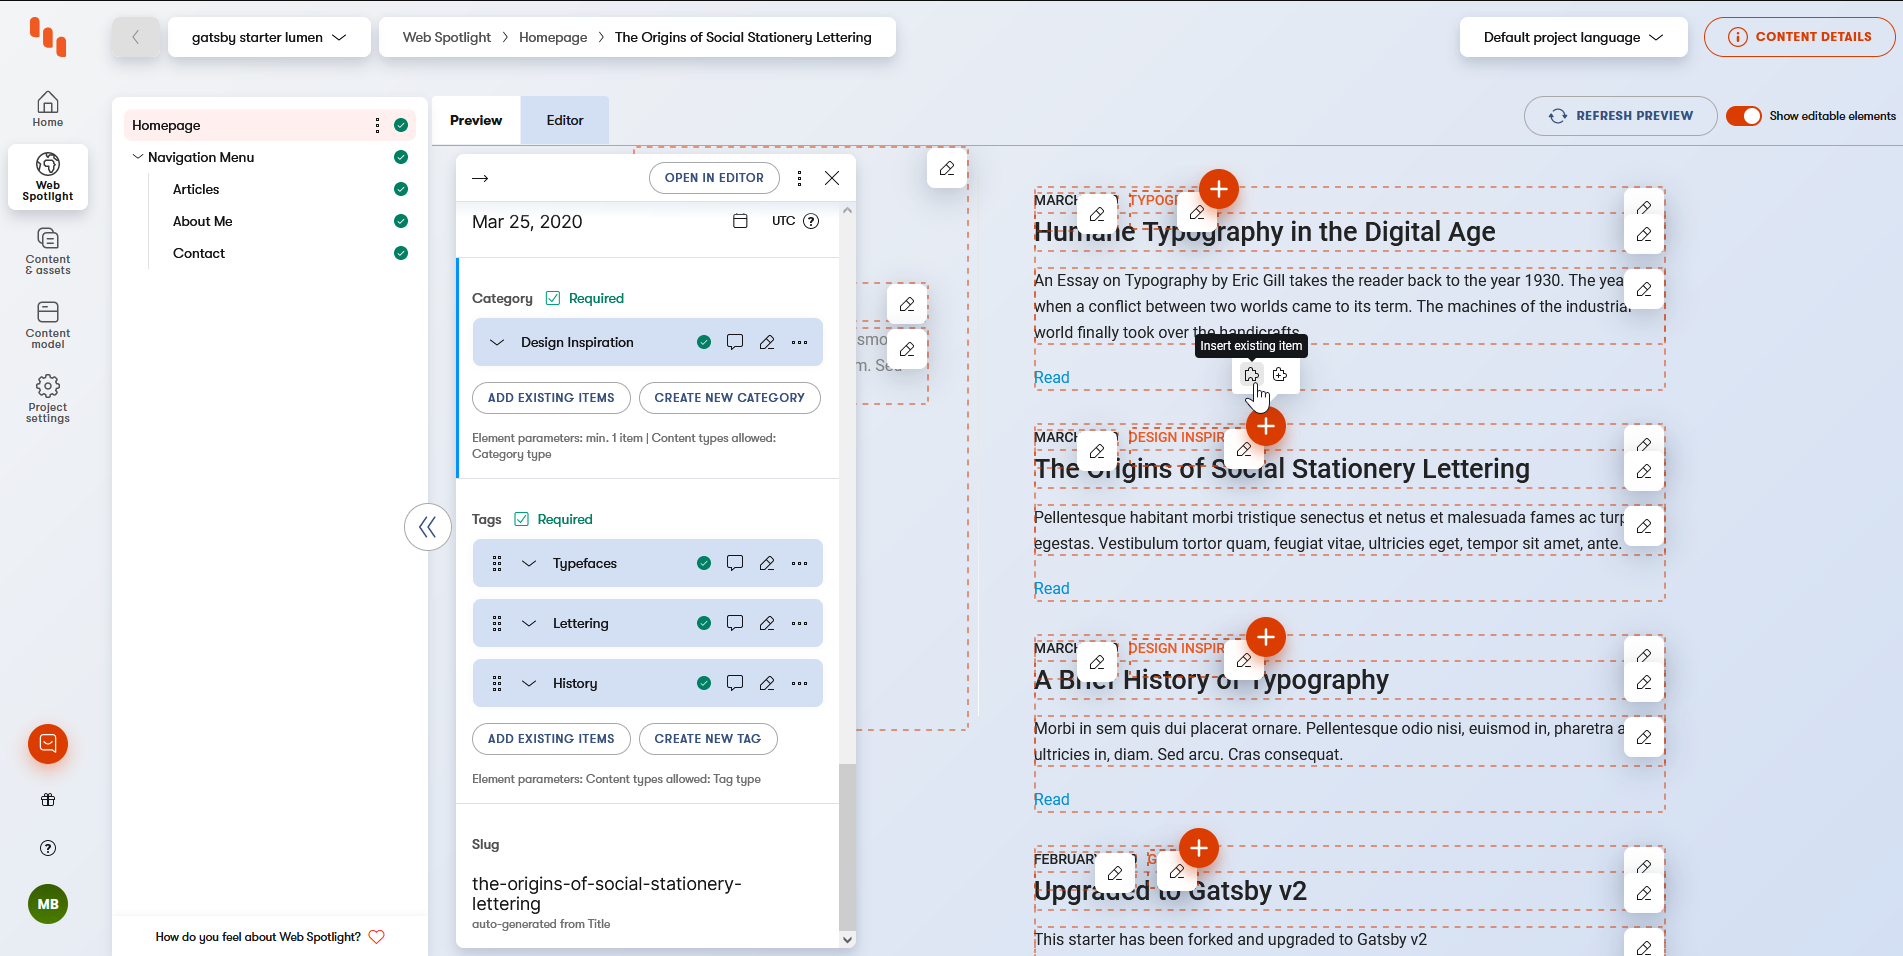 gatsby starter lumen
Web Spotlight
Homepage
The Origins of Social Stationery Lettering
Default project language
CONTENT DETAILS
Home
Web
Spotlight
Content
& assets
Content
model
Project
settings
MB
Homepage
Navigation Menu
Articles
About Me
Contact
How do you feel about Web Spotlight?
Preview
Editor
REFRESH PREVIEW
Show editable elements
OPEN IN EDITOR
Mar 25, 2020
UTC
Category
Required
Design Inspiration
ADD EXISTING ITEMS
CREATE NEW CATEGORY
Element parameters: min. 1 item | Content types allowed:
Category type
Tags
Required
Typefaces
Lettering
History
ADD EXISTING ITEMS
CREATE NEW TAG
Element parameters: Content types allowed: Tag type
Slug
the-origins-of-social-stationery-
lettering
auto-generated from Title
Humane Typography in the Digital Age
An Essay on Typography by Eric Gill takes the reader back to the year 1930. The yea
when a conflict between two worlds came to its term. The machines of the industrial
world finally took over the handicrafts.
Insert existing item
Read
MARCH
DESIGN INSPIR
The Origins of Social Stationery Lettering
Pellentesque habitant morbi tristique senectus et netus et malesuada fames ac turp
egestas. Vestibulum tortor quam, feugiat vitae, ultricies eget, tempor sit amet, ante.
Read
MARCH
DESIGN INSPIR
A Brief History of Typography
Morbi in sem quis dui placerat ornare. Pellentesque odio nisi, euismod in, pharetra a
ultricies in, diam. Sed arcu. Cras consequat.
Read
FEBRUARY
Upgraded to Gatsby v2
This starter has been forked and upgraded to Gatsby v2